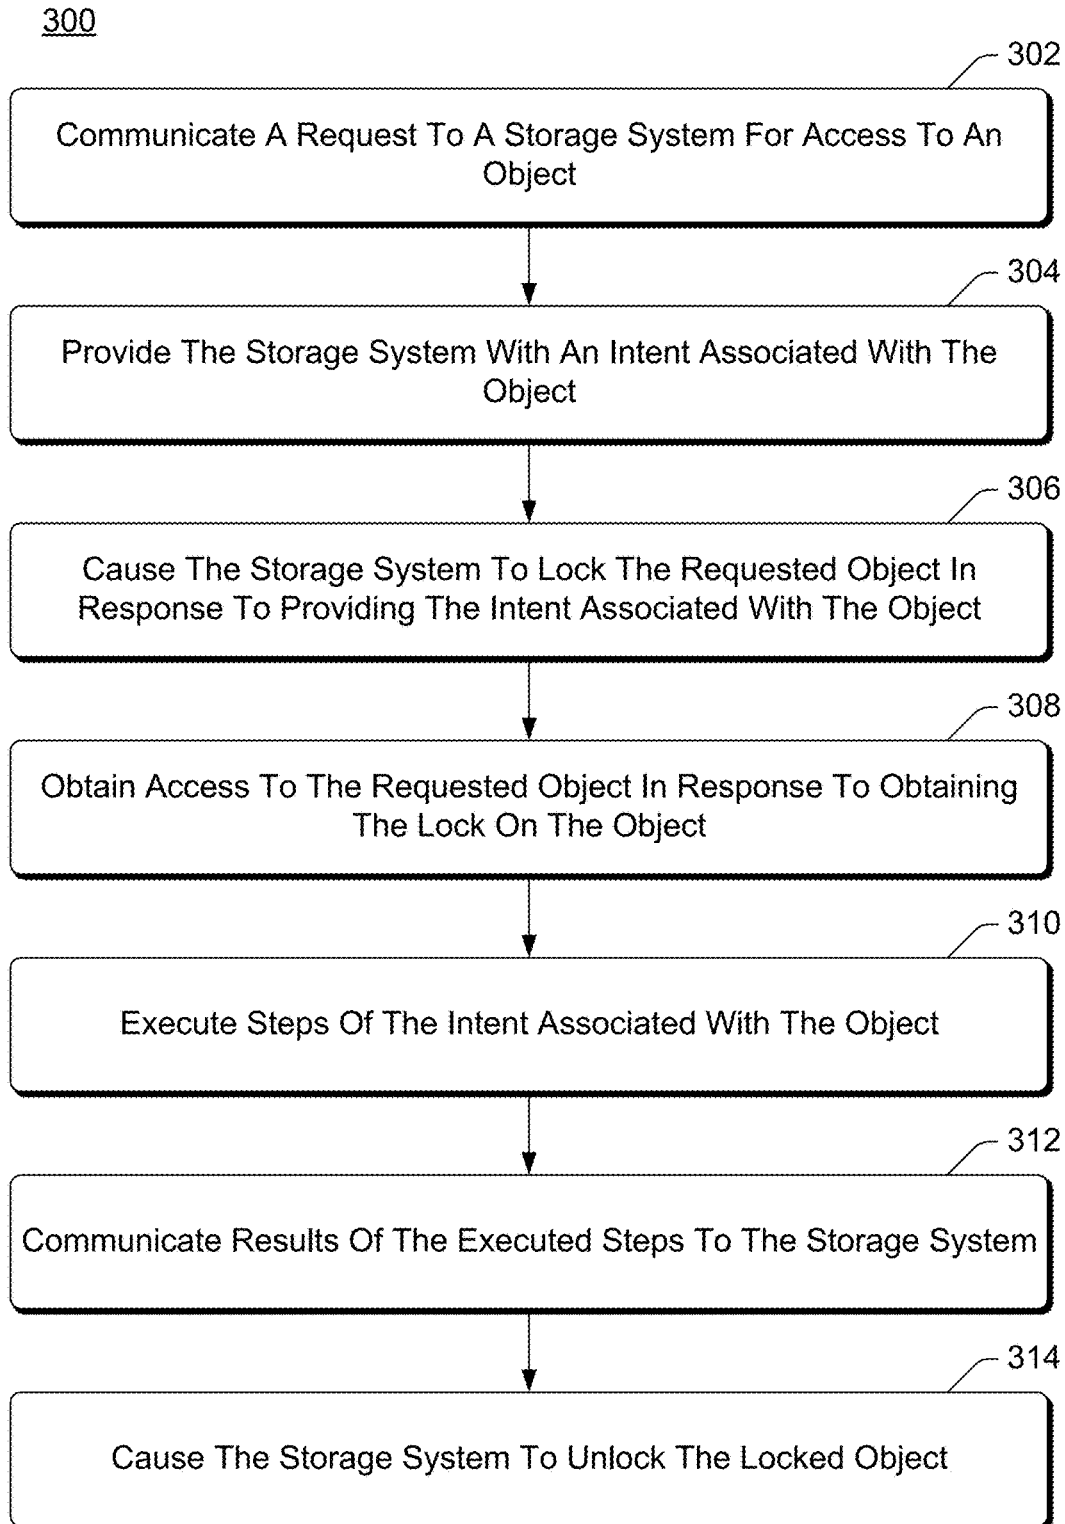 300
302
Communicate A Request To A Storage System For Access To An
Object
304
Provide The Storage System With An Intent Associated With The
Object
306
Cause The Storage System To Lock The Requested Object In
Response To Providing The Intent Associated With The Object
308
Obtain Access To The Requested Object In Response To Obtaining
The Lock On The Object
310
Execute Steps Of The Intent Associated With The Object
312
Communicate Results Of The Executed Steps To The Storage System
314
Cause The Storage System To Unlock The Locked Object